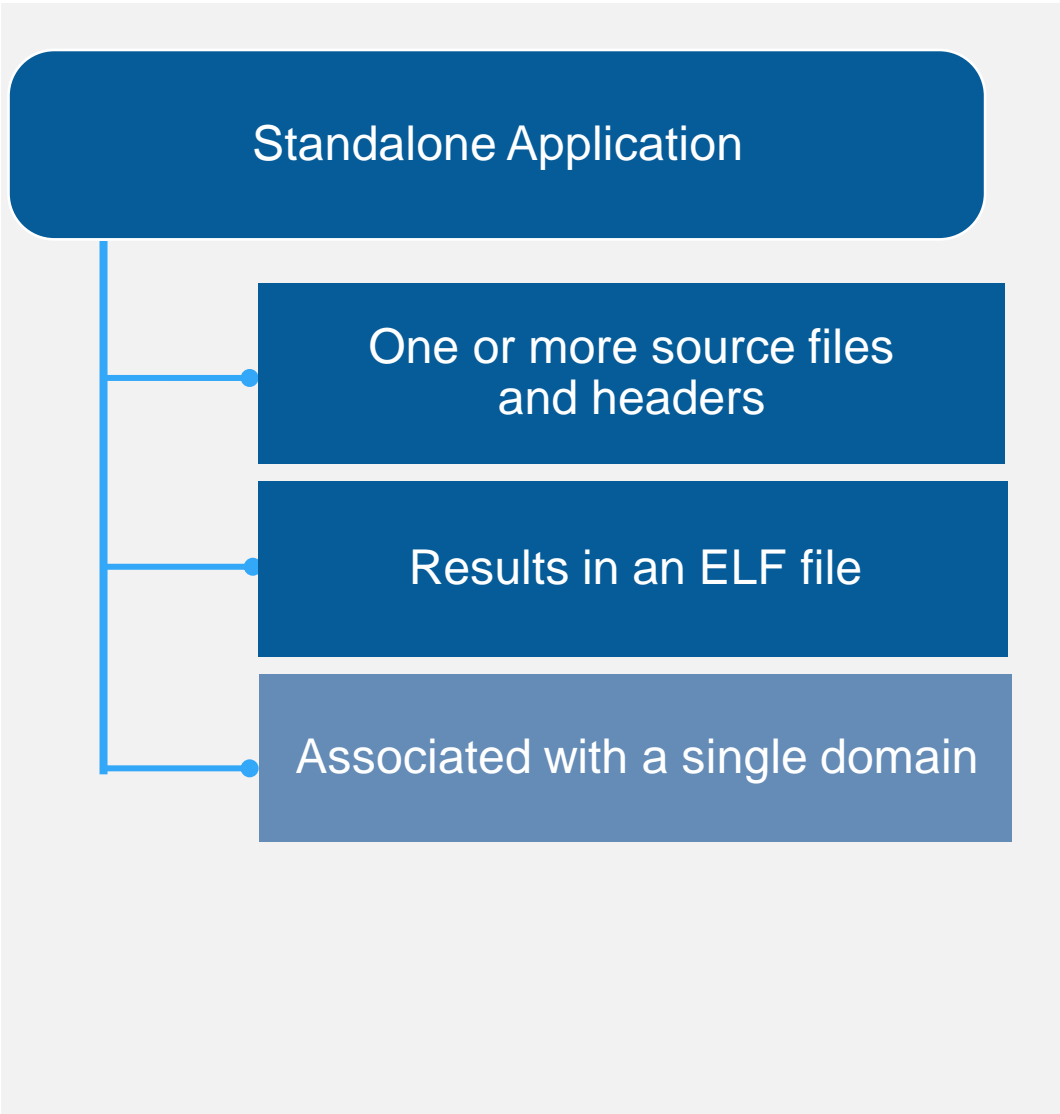 Standalone Application
One or more source files
and headers
Results in an ELF file
Associated with a single domain